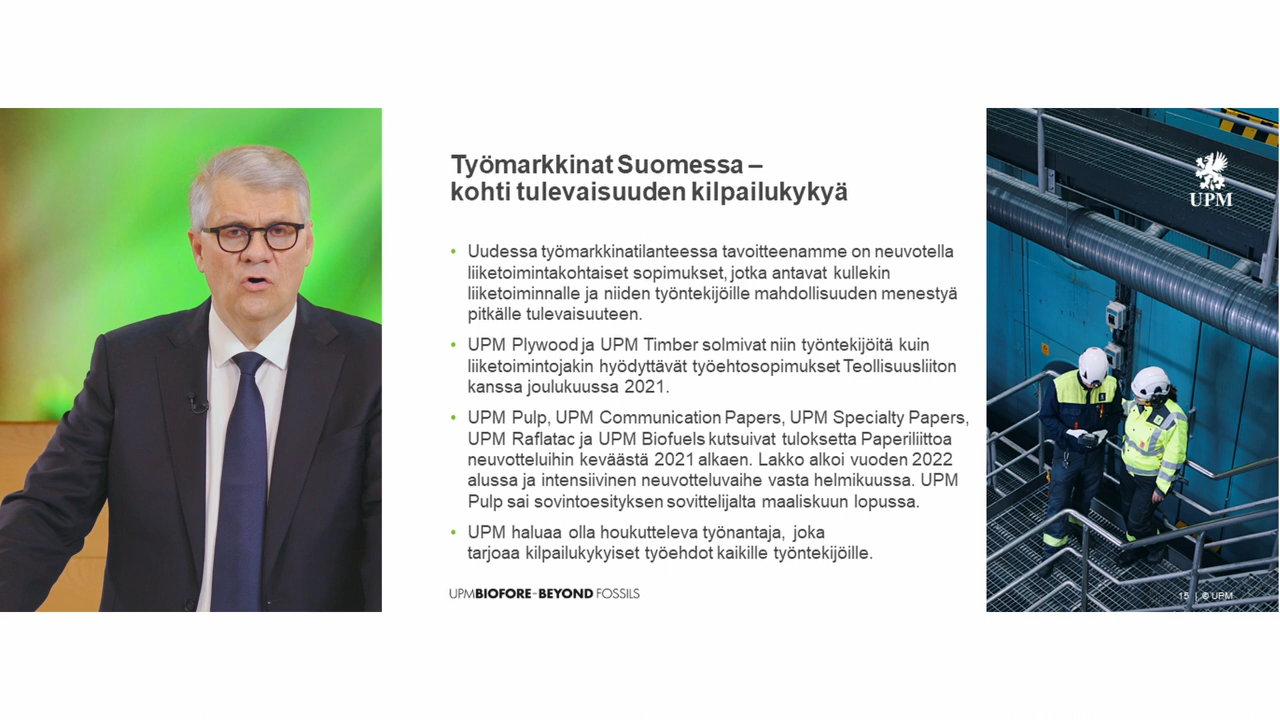 Työmarkkinat Suomessa –
kohti tulevaisuuden kilpailukykyä
• Uudessa työmarkkinatilanteessa tavoitteenamme on neuvotella
liiketoimintakohtaiset sopimukset, jotka antavat kullekin
liiketoiminnalle ja niiden työntekijöille mahdollisuuden menestyä
pitkälle tulevaisuuteen.
• UPM Plywood ja UPM Timber solmivat niin työntekijöitä kuin
liiketoimintojakin hyödyttävät työehtosopimukset Teollisuusliiton
kanssa joulukuussa 2021.
• UPM Pulp, UPM Communication Papers, UPM Specialty Papers,
UPM Raflatac ja UPM Biofuels kutsuivat tuloksetta Paperiliittoa
neuvotteluihin keväästä 2021 alkaen. Lakko alkoi vuoden 2022
alussa ja intensiivinen neuvotteluvaihe vasta helmikuussa. UPM
Pulp sai sovintoesityksen sovittelijalta maaliskuun lopussa.
• UPM haluaa olla houkutteleva työnantaja, joka
tarjoaa kilpailukykyiset työehdot kaikille työntekijöille.
UPM BIOFORE–BEYOND FOSSILS
UPM
15 | © UPM